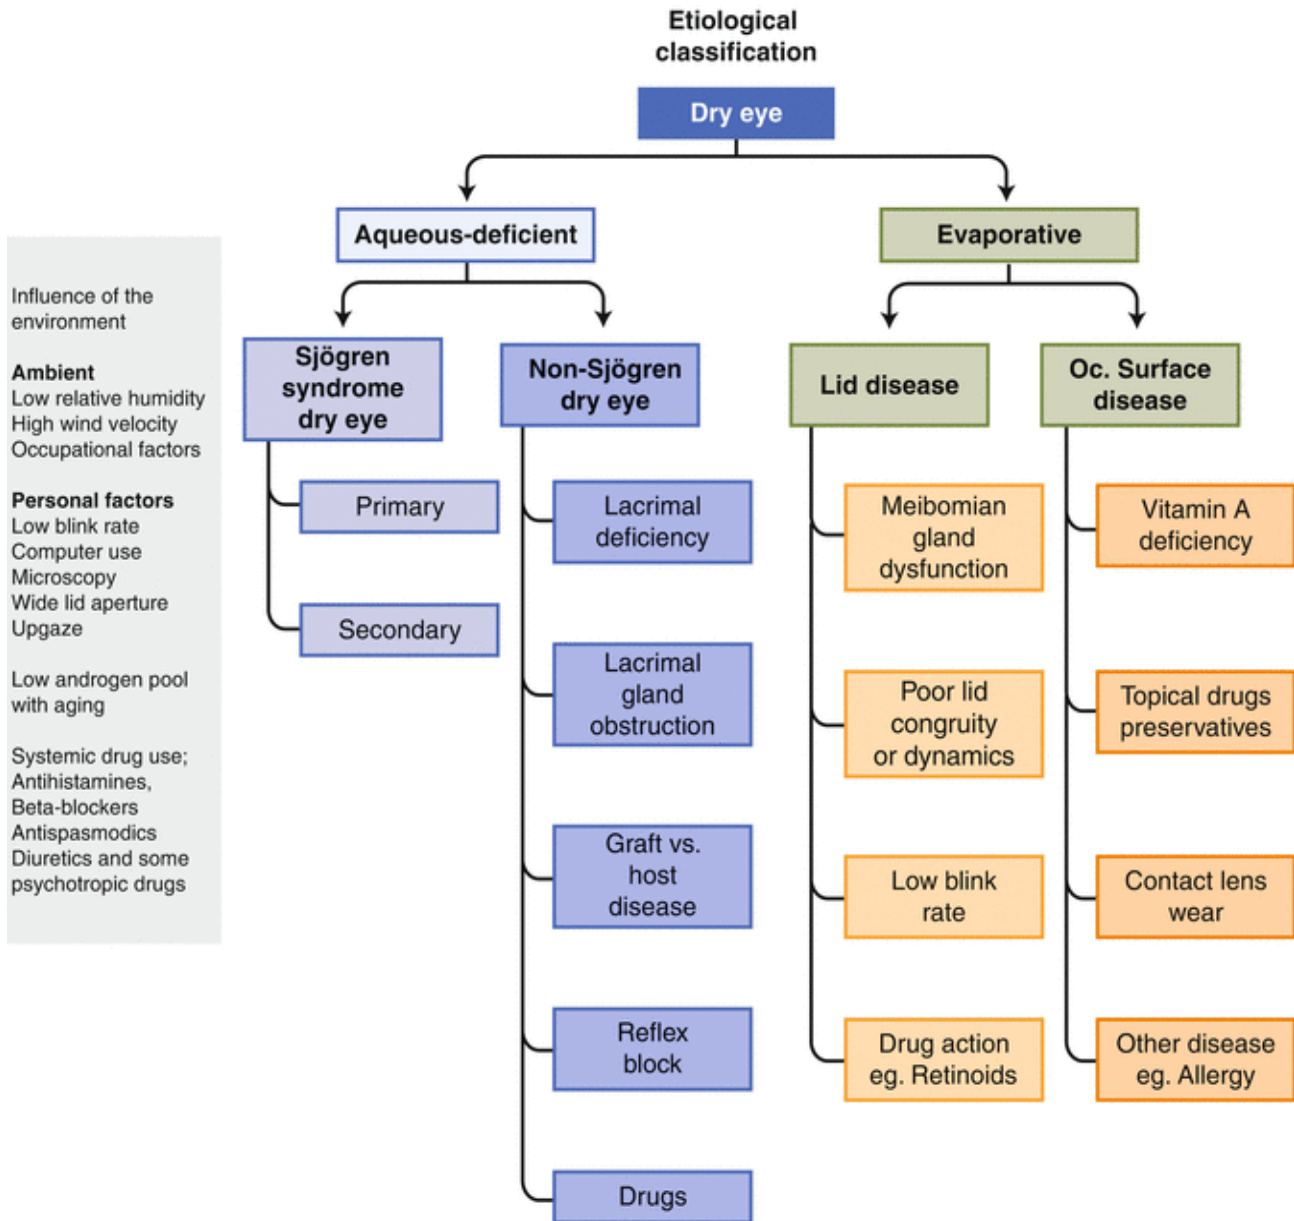 Etiological
classification
Dry eye
Aqueous-deficient
Evaporative
Influence of the
environment
Ambient
Low relative humidity
High wind velocity
Occupational factors
Personal factors
Low blink rate
Computer use
Microscopy
Wide lid aperture
Upgaze
Low androgen pool
with aging
Systemic drug use;
Antihistamines,
Beta-blockers
Antispasmodics
Diuretics and some
psychotropic drugs
Sjögren
syndrome
dry eye
Primary
Secondary
Non-Sjögren
dry eye
Lacrimal
deficiency
Lacrimal
gland
obstruction
Graft vs.
host
disease
Reflex
block
Drugs
Lid disease
Meibomian
gland
dysfunction
Poor lid
congruity
or dynamics
Low blink
rate
Drug action
eg. Retinoids
Oc. Surface
disease
Vitamin A
deficiency
Topical drugs
preservatives
Contact lens
wear
Other disease
eg. Allergy